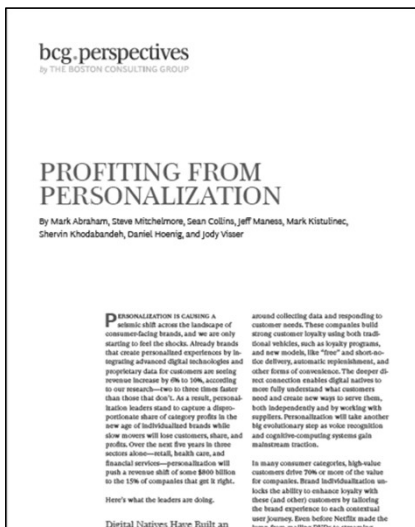 bcg.perspectives
by THE BOSTON CONSULTING GROUP
PROFITING FROM
PERSONALIZATION
By Mark Abraham, Steve Mitchelmore, Sean Collins, Jeff Maness, Mark Kistulinec,
Shervin Khodabandeh, Daniel Hoenig, and Jody Visser
PERSONALIZATION IS CAUSING A
seismic shift across the landscape of
consumer-facing brands, and we are only
starting to feel the shocks. Already brands
that create personalized experiences by in-
tegrating advanced digital technologies and
proprietary data for customers are seeing
revenue increase by 6% to 10%, according
to our research—two to three times faster
than those that don't. As a result, personal-
ization leaders stand to capture a dispro-
portionate share of category profits in the
new age of individualized brands while
slow movers will lose customers, share, and
profits. Over the next five years in three
sectors alone—retail, health care, and
financial services—personalization will
push a revenue shift of some $800 billion
to the 15% of companies that get it right.
Here's what the leaders are doing.
Digital Natives Have Built an
around collecting data and responding to
customer needs. These companies build
strong customer loyalty using both tradi-
tional vehicles, such as loyalty programs,
and new models, like "free" and short-no-
tice delivery, automatic replenishment, and
other forms of convenience. The deeper di-
rect connection enables digital natives to
more fully understand what customers
need and create new ways to serve them,
both independently and by working with
suppliers. Personalization will take another
big evolutionary step as voice recognition
and cognitive-computing systems gain
mainstream traction.
In many consumer categories, high-value
customers drive 70% or more of the value
for companies. Brand individualization un-
locks the ability to enhance loyalty with
these (and other) customers by tailoring
the brand experience to each contextual
user journey. Even before Netflix made the